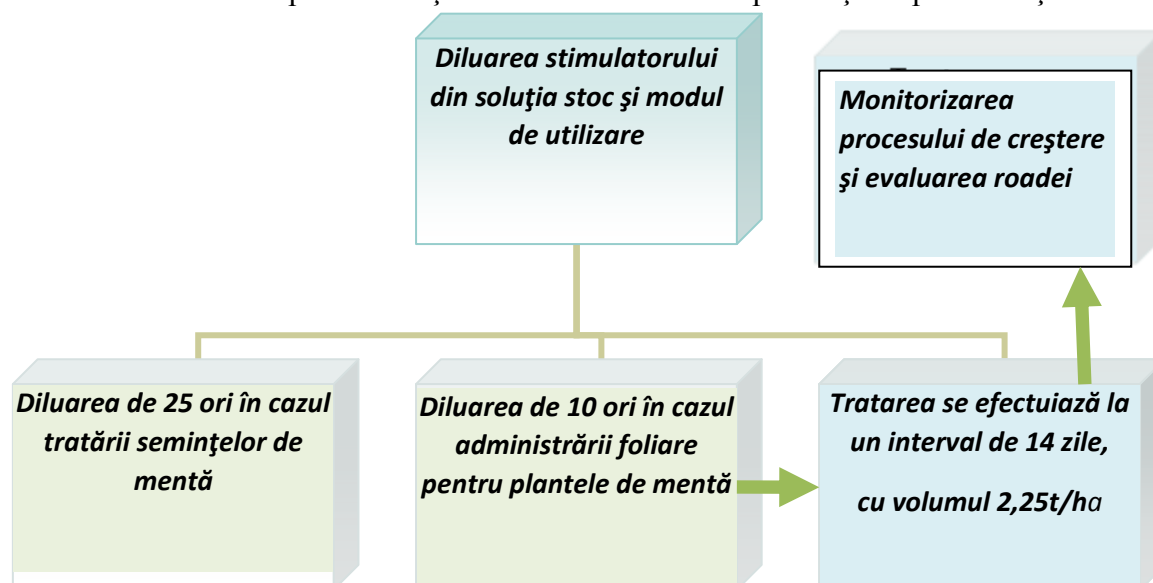 Diluarea stimulatorului
din soluţia stoc şi modul
de utilizare
Monitorizarea
procesului de creştere
şi evaluarea roadei
Diluarea de 25 ori în cazul
tratării seminţelor de
mentă
Diluarea de 10 ori în cazul
administrării foliare
pentru plantele de mentă
Tratarea se efectuiază la
un interval de 14 zile,
cu volumul 2,25t/ha